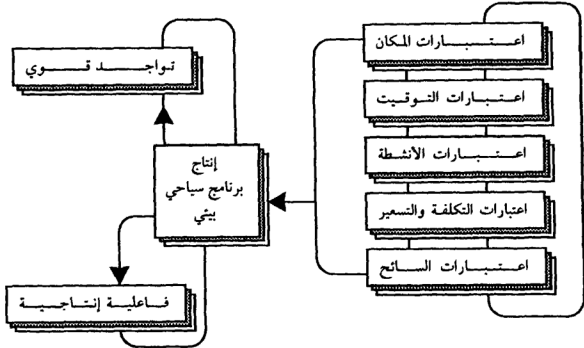 اعتبارات المكان
تواجد قوي
اعتبارات التوقيت
اعتبارات الأنشطة
إنتاج
برنامج سياحي
بيئي
اعتبارات التكلفة والتسعير
اعتبارات السائح
فاعلية إنتاجية